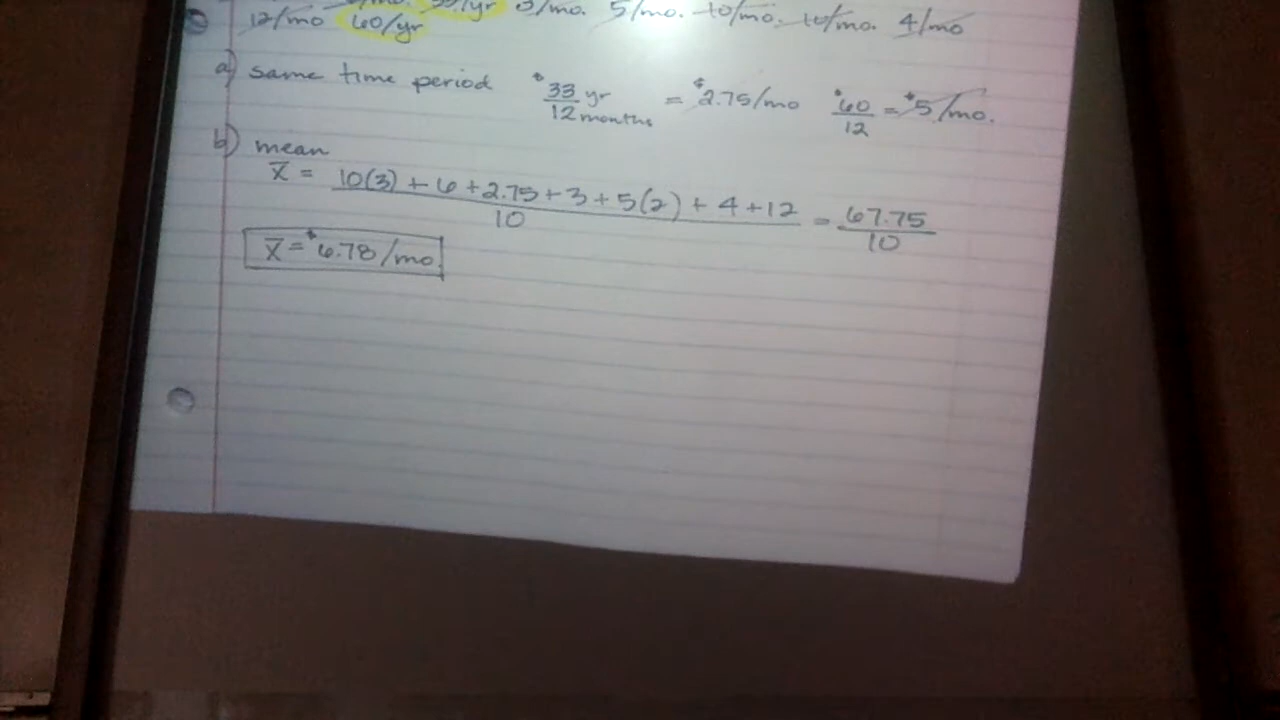 33/yr 3/mo. 5/mo. 10/mo. 10/mo. 4/mo
12/mo 60/yr
a) same time period $33 yr / 12 months = $2.75/mo $60 / 12 = $5/mo.
b) mean
x̄ = 10(3) + 6 + 2.75 + 3 + 5(2) + 4 + 12 / 10 = 67.75 / 10
x̄ = $6.78/mo.